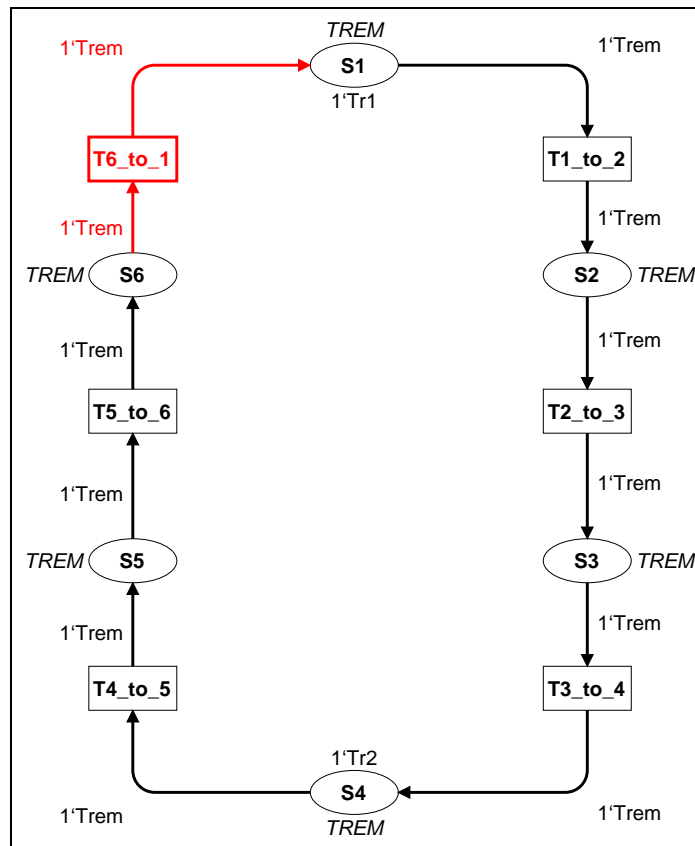 TREM
1‘Trem
1‘Trem
S1
1‘Tr1
T6_to_1
T1_to_2
1‘Trem
1‘Trem
TREM
S6
S2
TREM
1‘Trem
1‘Trem
T5_to_6
T2_to_3
1‘Trem
1‘Trem
TREM
S5
S3
TREM
1‘Trem
1‘Trem
T4_to_5
T3_to_4
1‘Tr2
S4
1‘Trem
1‘Trem
TREM